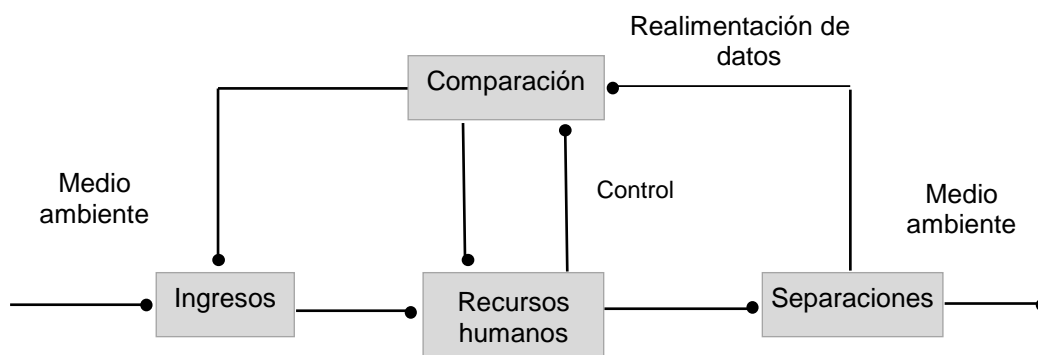 Realimentación de
datos
Comparación
Medio
ambiente
Control
Medio
ambiente
Ingresos
Recursos
humanos
Separaciones